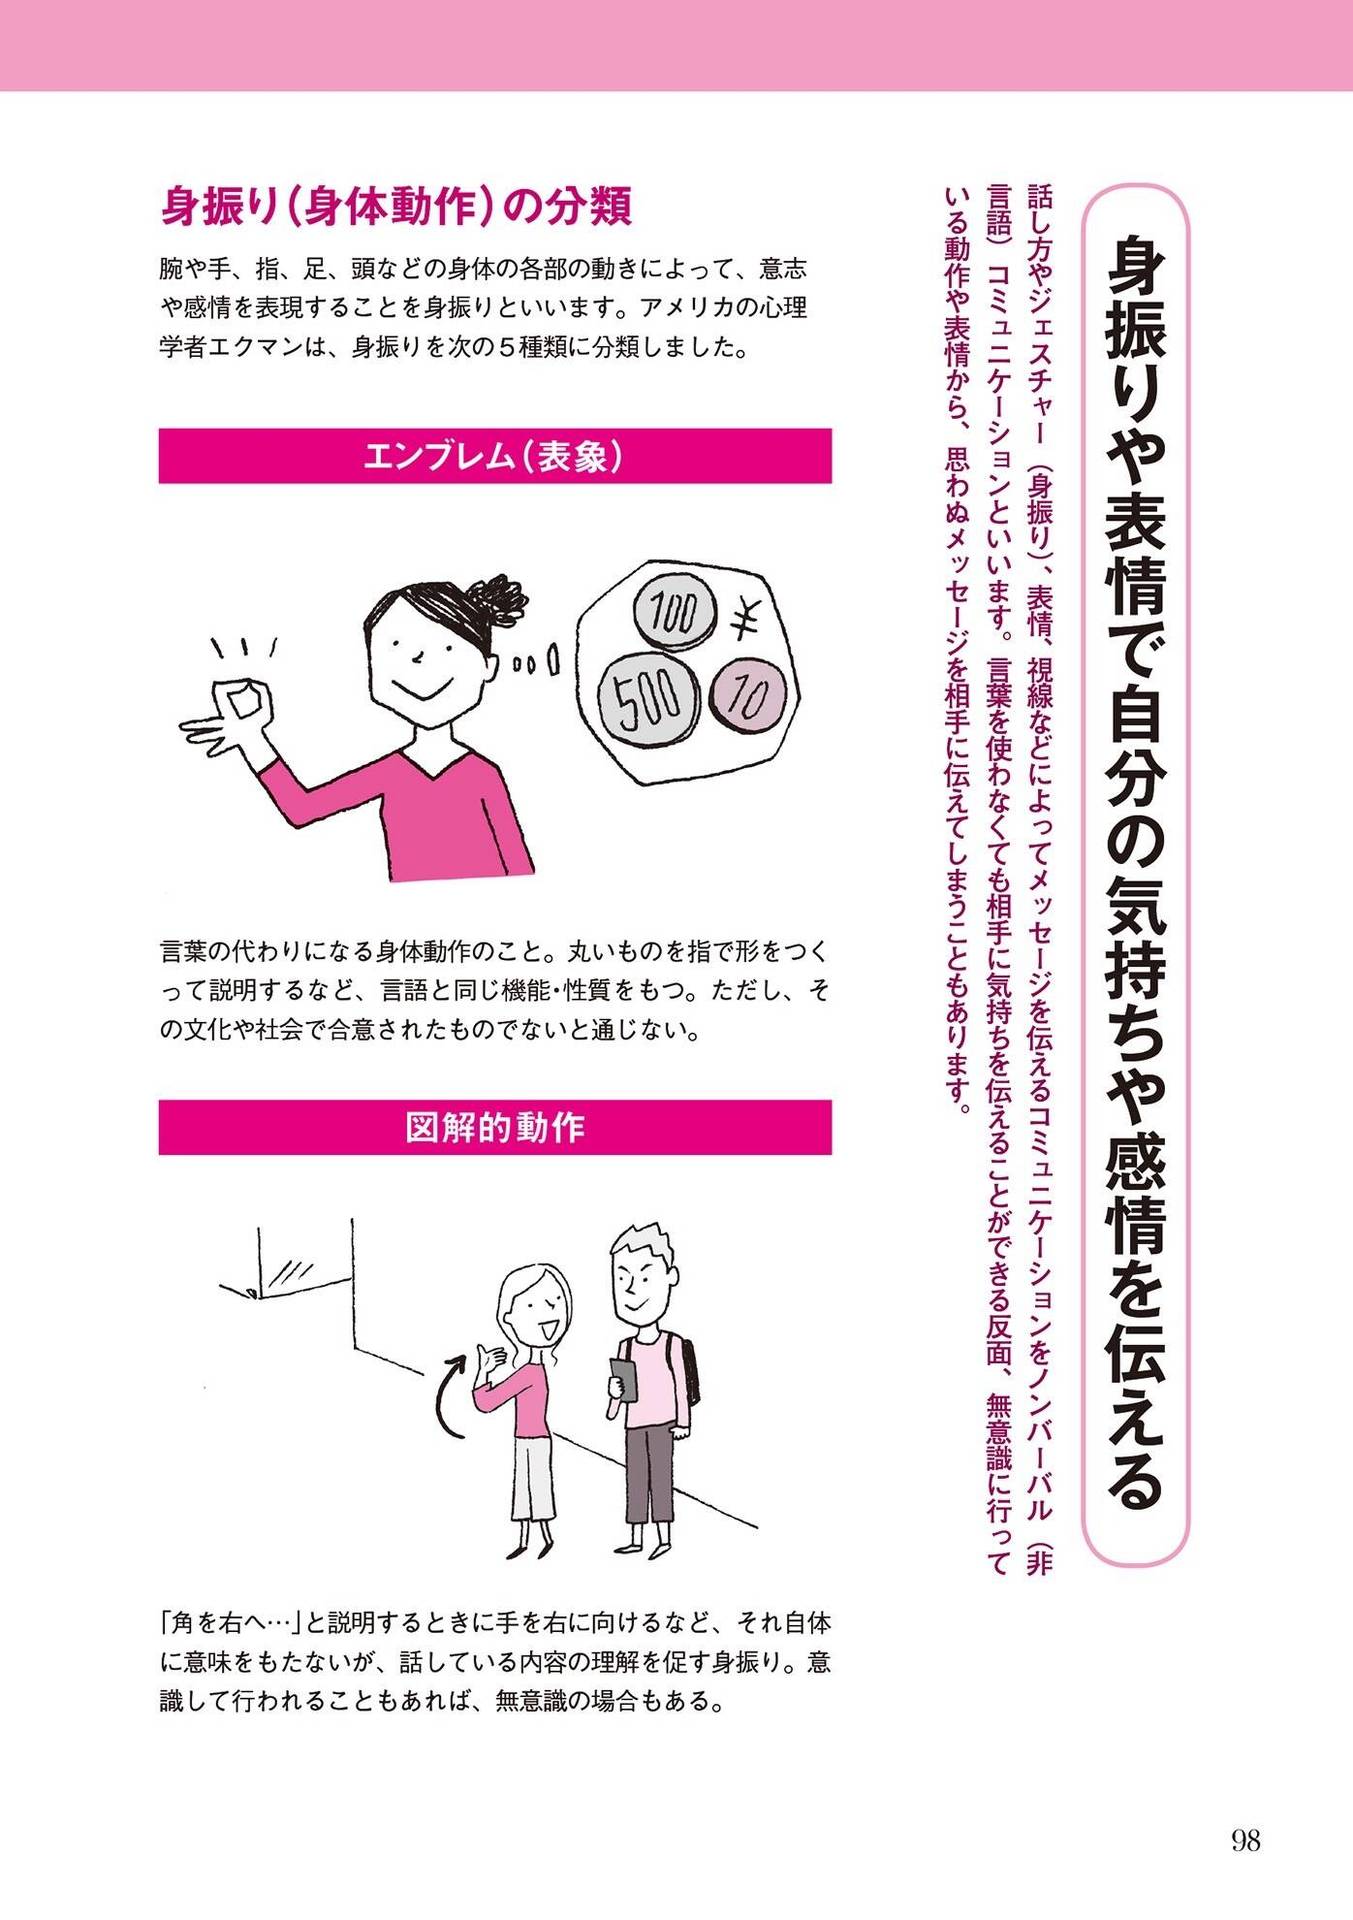 身振りや表情で自分の気持ちや感情を伝える
話し方やジェスチャー（身振り）、表情、視線などによってメッセージを伝えるコミュニケーションをノンバーバル（非
言語）コミュニケーションといいます。言葉を使わなくても相手に気持ちを伝えることができる反面、無意識に行って
いる動作や表情から、思わぬメッセージを相手に伝えてしまうこともあります。
身振り（身体動作）の分類
腕や手、指、足、頭などの身体の各部の動きによって、意志
や感情を表現することを身振りといいます。アメリカの心理
学者エクマンは、身振りを次の５種類に分類しました。
エンブレム（表象）
100
¥
500
10
言葉の代わりになる身体動作のこと。丸いものを指で形をつく
って説明するなど、言語と同じ機能・性質をもつ。ただし、そ
の文化や社会で合意されたものでないと通じない。
図解的動作
「角を右へ…」と説明するときに手を右に向けるなど、それ自体
に意味をもたないが、話している内容の理解を促す身振り。意
識して行われることもあれば、無意識の場合もある。
98